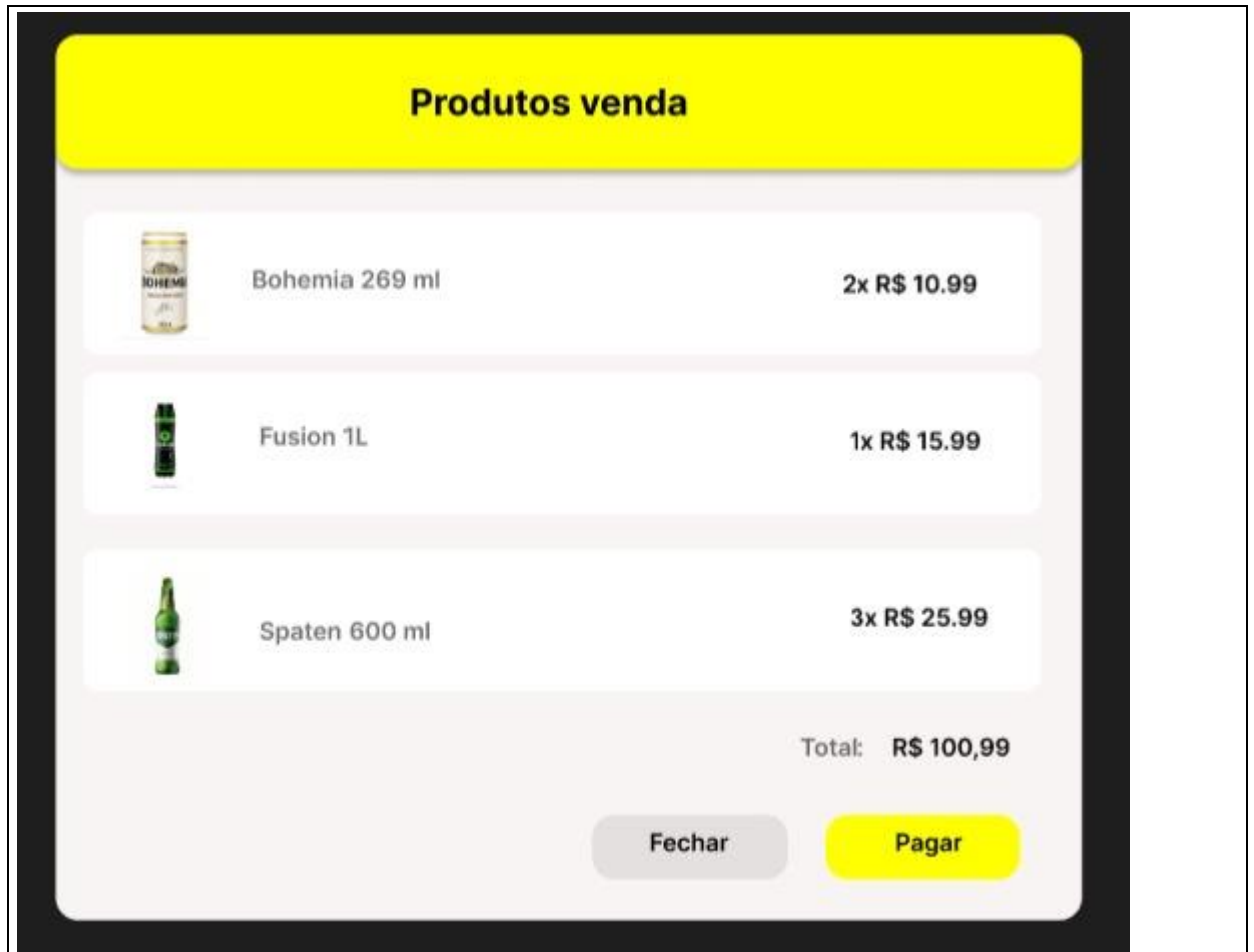 Produtos venda
BOHEMIA
Bohemia 269 ml
2x R$ 10.99
Fusion 1L
1x R$ 15.99
Spaten 600 ml
3x R$ 25.99
Total: R$ 100,99
Fechar
Pagar